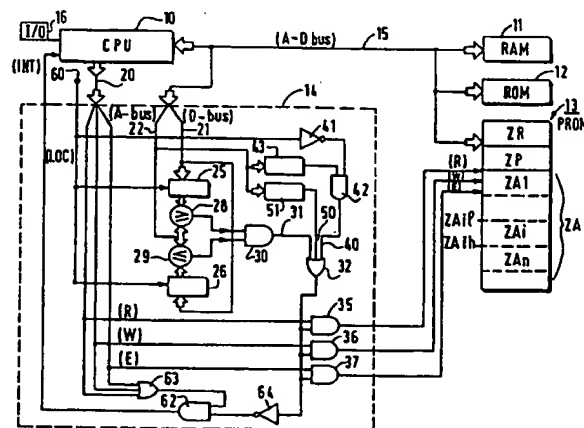 16
I/O
10
CPU
(A-D bus)
15
11
RAM
12
ROM
13
PROM
(INT)
60
20
14
(A-bus)
(D-bus)
22
21
(LOC)
41
43
42
51
25
28
31
50
40
29
30
32
26
ZR
ZP
(R)
(W)
(E)
ZA1
ZAiℓ
ZAi
ZAih
ZAn
ZA
(R)
35
(W)
36
(E)
37
63
62
64